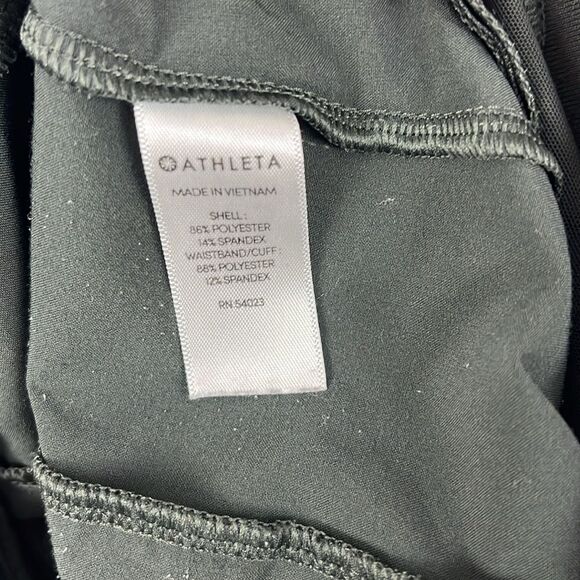 ATHLETA
MADE IN VIETNAM
SHELL :
86% POLYESTER
14% SPANDEX
WAISTBAND/CUFF :
88% POLYESTER
12% SPANDEX
RN 54023